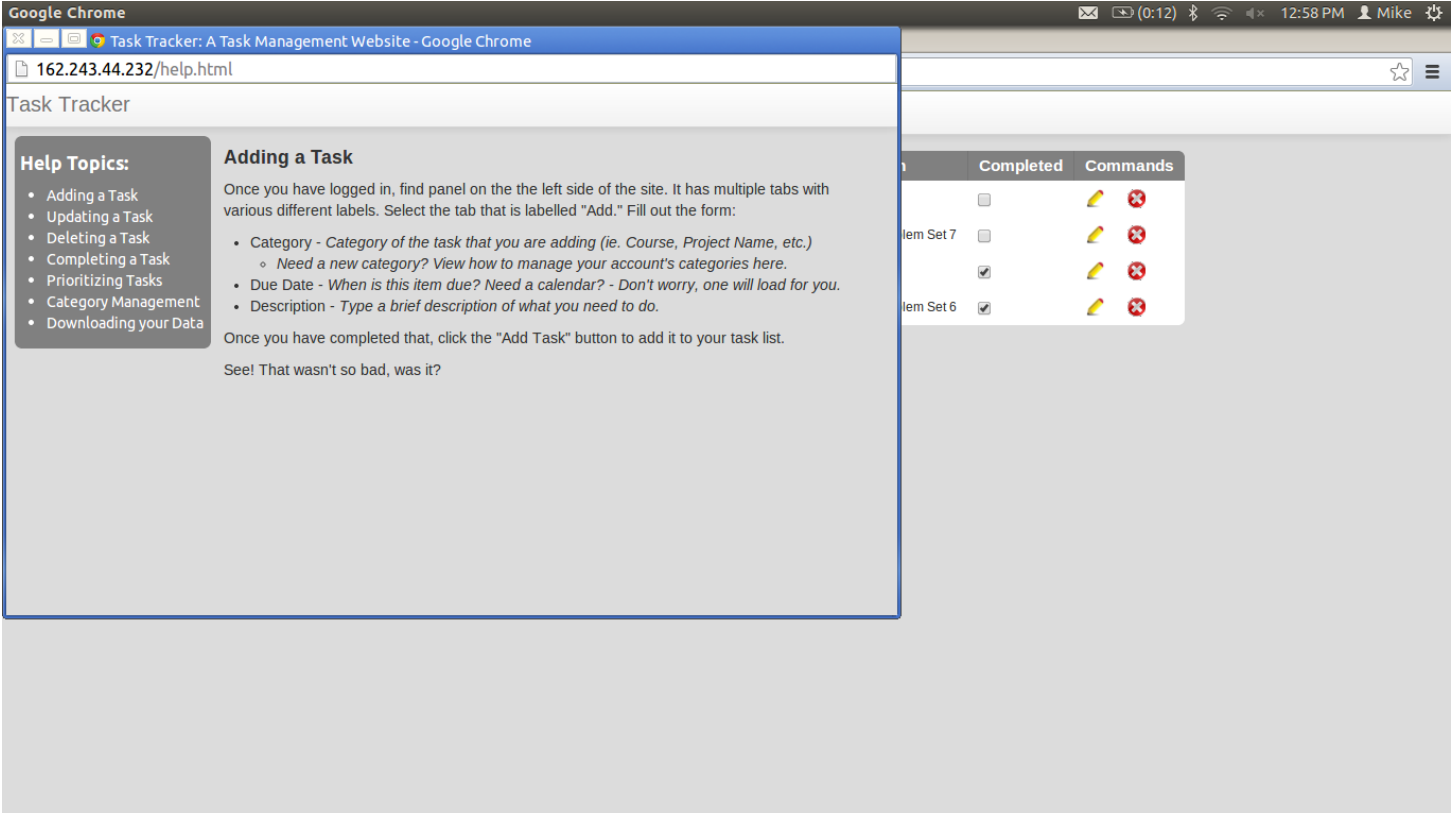 Google Chrome
(0:12)
12:58 PM
Mike
Task Tracker: A Task Management Website - Google Chrome
162.243.44.232/help.html
Task Tracker
Help Topics:
Adding a Task
Updating a Task
Deleting a Task
Completing a Task
Prioritizing Tasks
Category Management
Downloading your Data
Adding a Task
Once you have logged in, find panel on the the left side of the site. It has multiple tabs with
various different labels. Select the tab that is labelled "Add." Fill out the form:
Category - Category of the task that you are adding (ie. Course, Project Name, etc.)
Need a new category? View how to manage your account's categories here.
Due Date - When is this item due? Need a calendar? - Don't worry, one will load for you.
Description - Type a brief description of what you need to do.
Once you have completed that, click the "Add Task" button to add it to your task list.
See! That wasn't so bad, was it?
Completed Commands
lem Set 7
lem Set 6